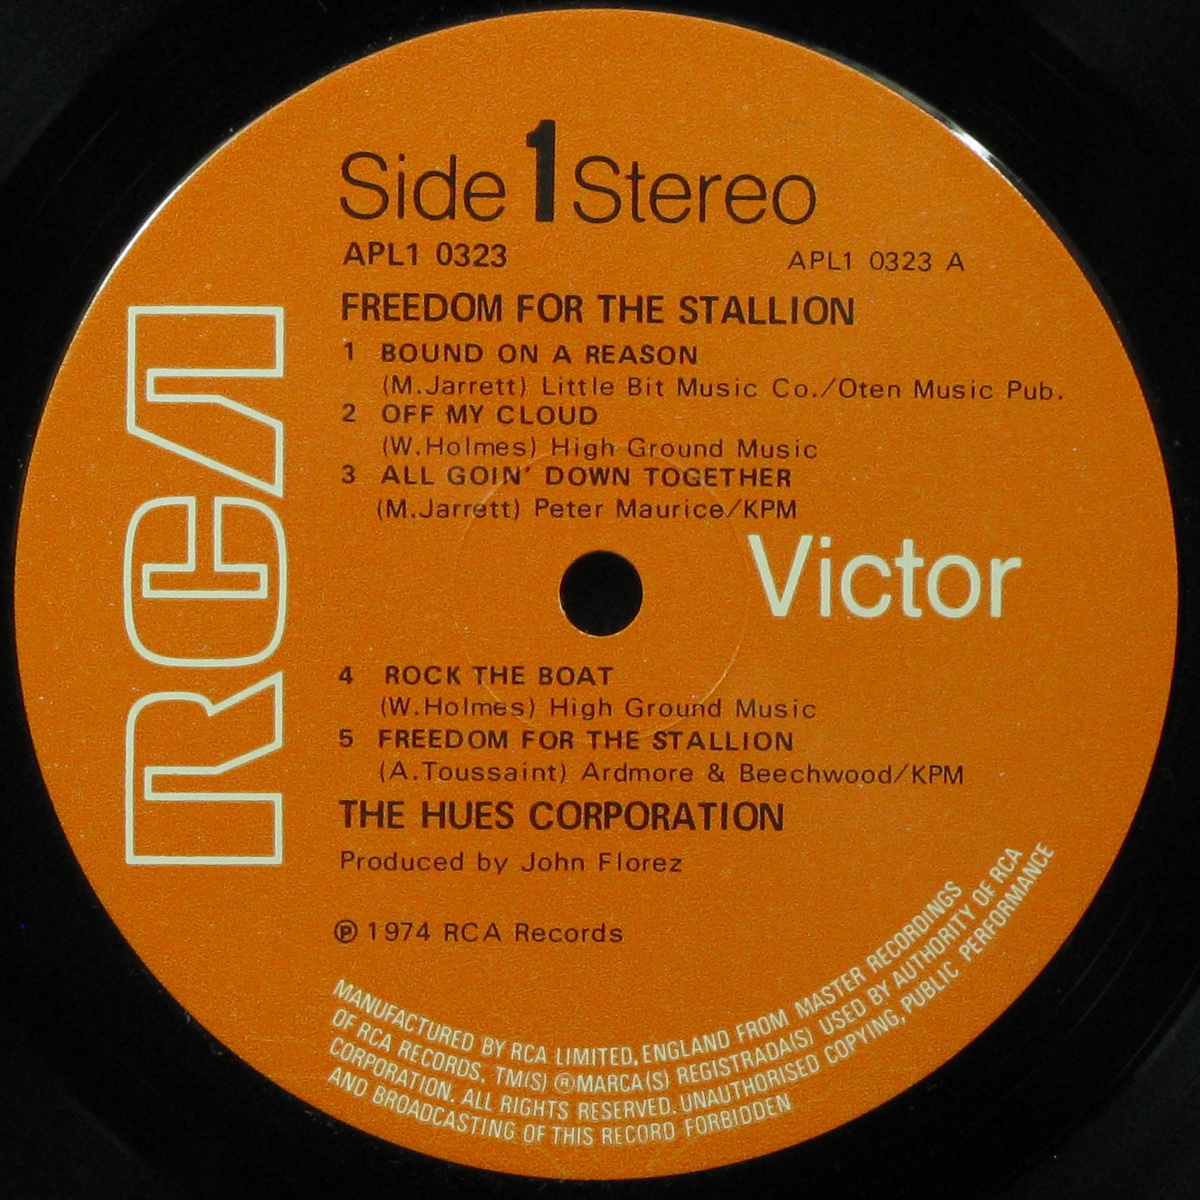 Side 1 Stereo
APL1 0323 APL1 0323 A
FREEDOM FOR THE STALLION
1 BOUND ON A REASON
(M.Jarrett) Little Bit Music Co./Oten Music Pub.
2 OFF MY CLOUD
(W.Holmes) High Ground Music
3 ALL GOIN' DOWN TOGETHER
(M.Jarrett) Peter Maurice/KPM
RCA
Victor
4 ROCK THE BOAT
(W.Holmes) High Ground Music
5 FREEDOM FOR THE STALLION
(A.Toussaint) Ardmore & Beechwood/KPM
THE HUES CORPORATION
Produced by John Florez
℗ 1974 RCA Records
MANUFACTURED BY RCA LIMITED, ENGLAND FROM MASTER RECORDINGS
OF RCA RECORDS. TM(S) ® MARCA(S) REGISTRADA(S) USED BY AUTHORITY OF RCA
CORPORATION. ALL RIGHTS RESERVED. UNAUTHORISED COPYING, PUBLIC PERFORMANCE
AND BROADCASTING OF THIS RECORD FORBIDDEN